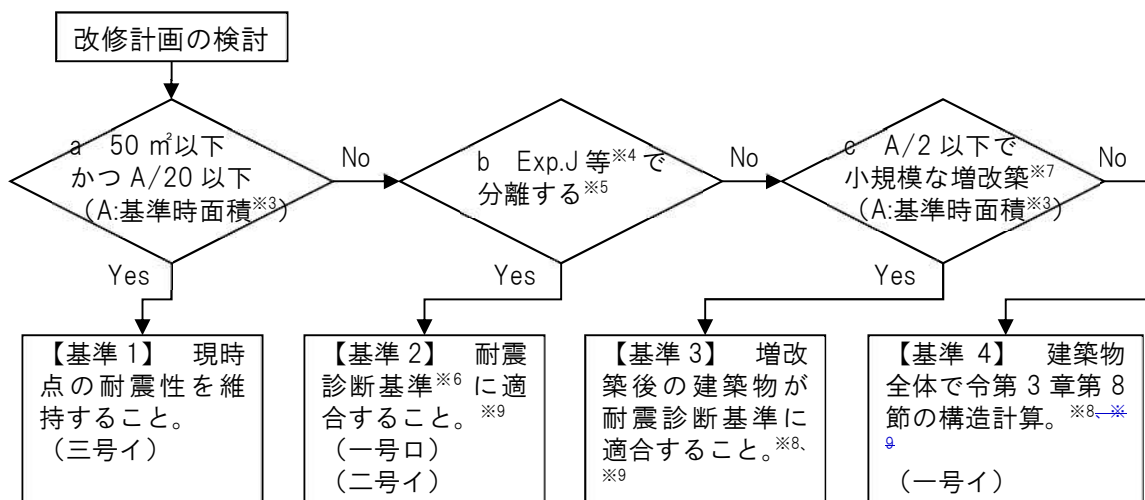 改修計画の検討
a 50 ㎡以下
かつ A/20 以下
（A:基準時面積※3）
No
b Exp.J 等※4 で
分離する※5
No
c A/2 以下で
小規模な増改築※7
（A:基準時面積※3）
No
Yes
Yes
Yes
【基準 1】 現時
点の耐震性を維
持すること。
（三号イ）
【基準 2】 耐震
診断基準※6 に適
合すること。※9
（一号ロ）
（二号イ）
【基準 3】 増改
築後の建築物が
耐震診断基準に
適合すること。※8、
※9
【基準 4】 建築物
全体で令第 3 章第 8
節の構造計算。※8、※
9
（一号イ）